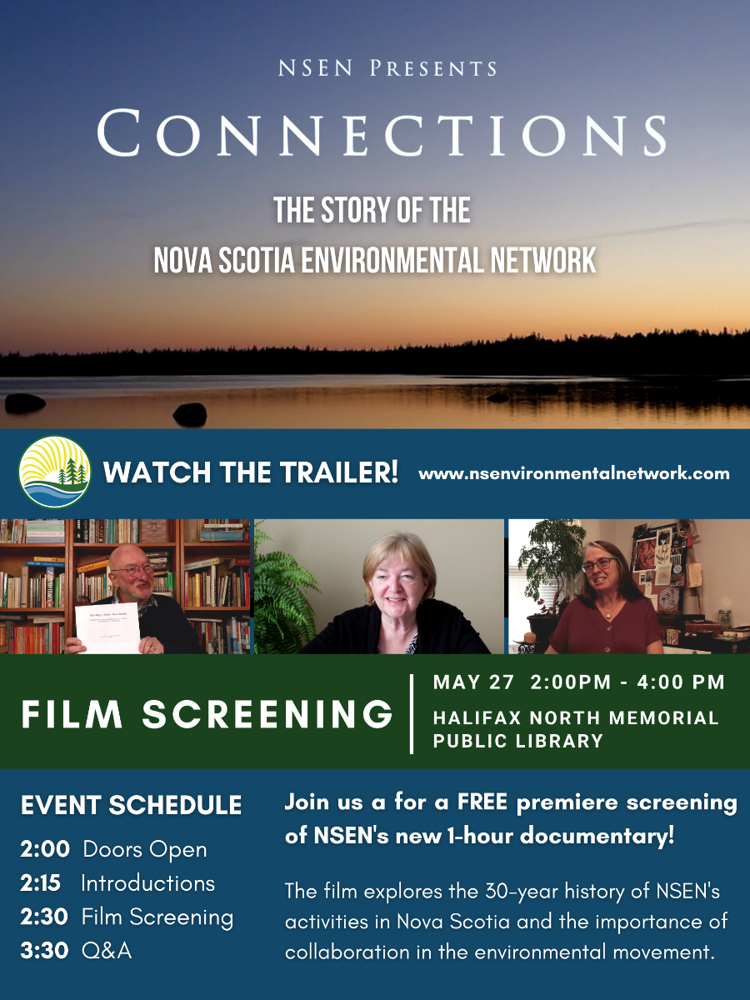 NSEN Presents
Connections
THE STORY OF THE
NOVA SCOTIA ENVIRONMENTAL NETWORK
WATCH THE TRAILER! www.nsenvironmentalnetwork.com
FILM SCREENING
MAY 27 2:00PM - 4:00 PM
HALIFAX NORTH MEMORIAL
PUBLIC LIBRARY
EVENT SCHEDULE
2:00 Doors Open
2:15 Introductions
2:30 Film Screening
3:30 Q&A
Join us a for a FREE premiere screening
of NSEN's new 1-hour documentary!
The film explores the 30-year history of NSEN's
activities in Nova Scotia and the importance of
collaboration in the environmental movement.